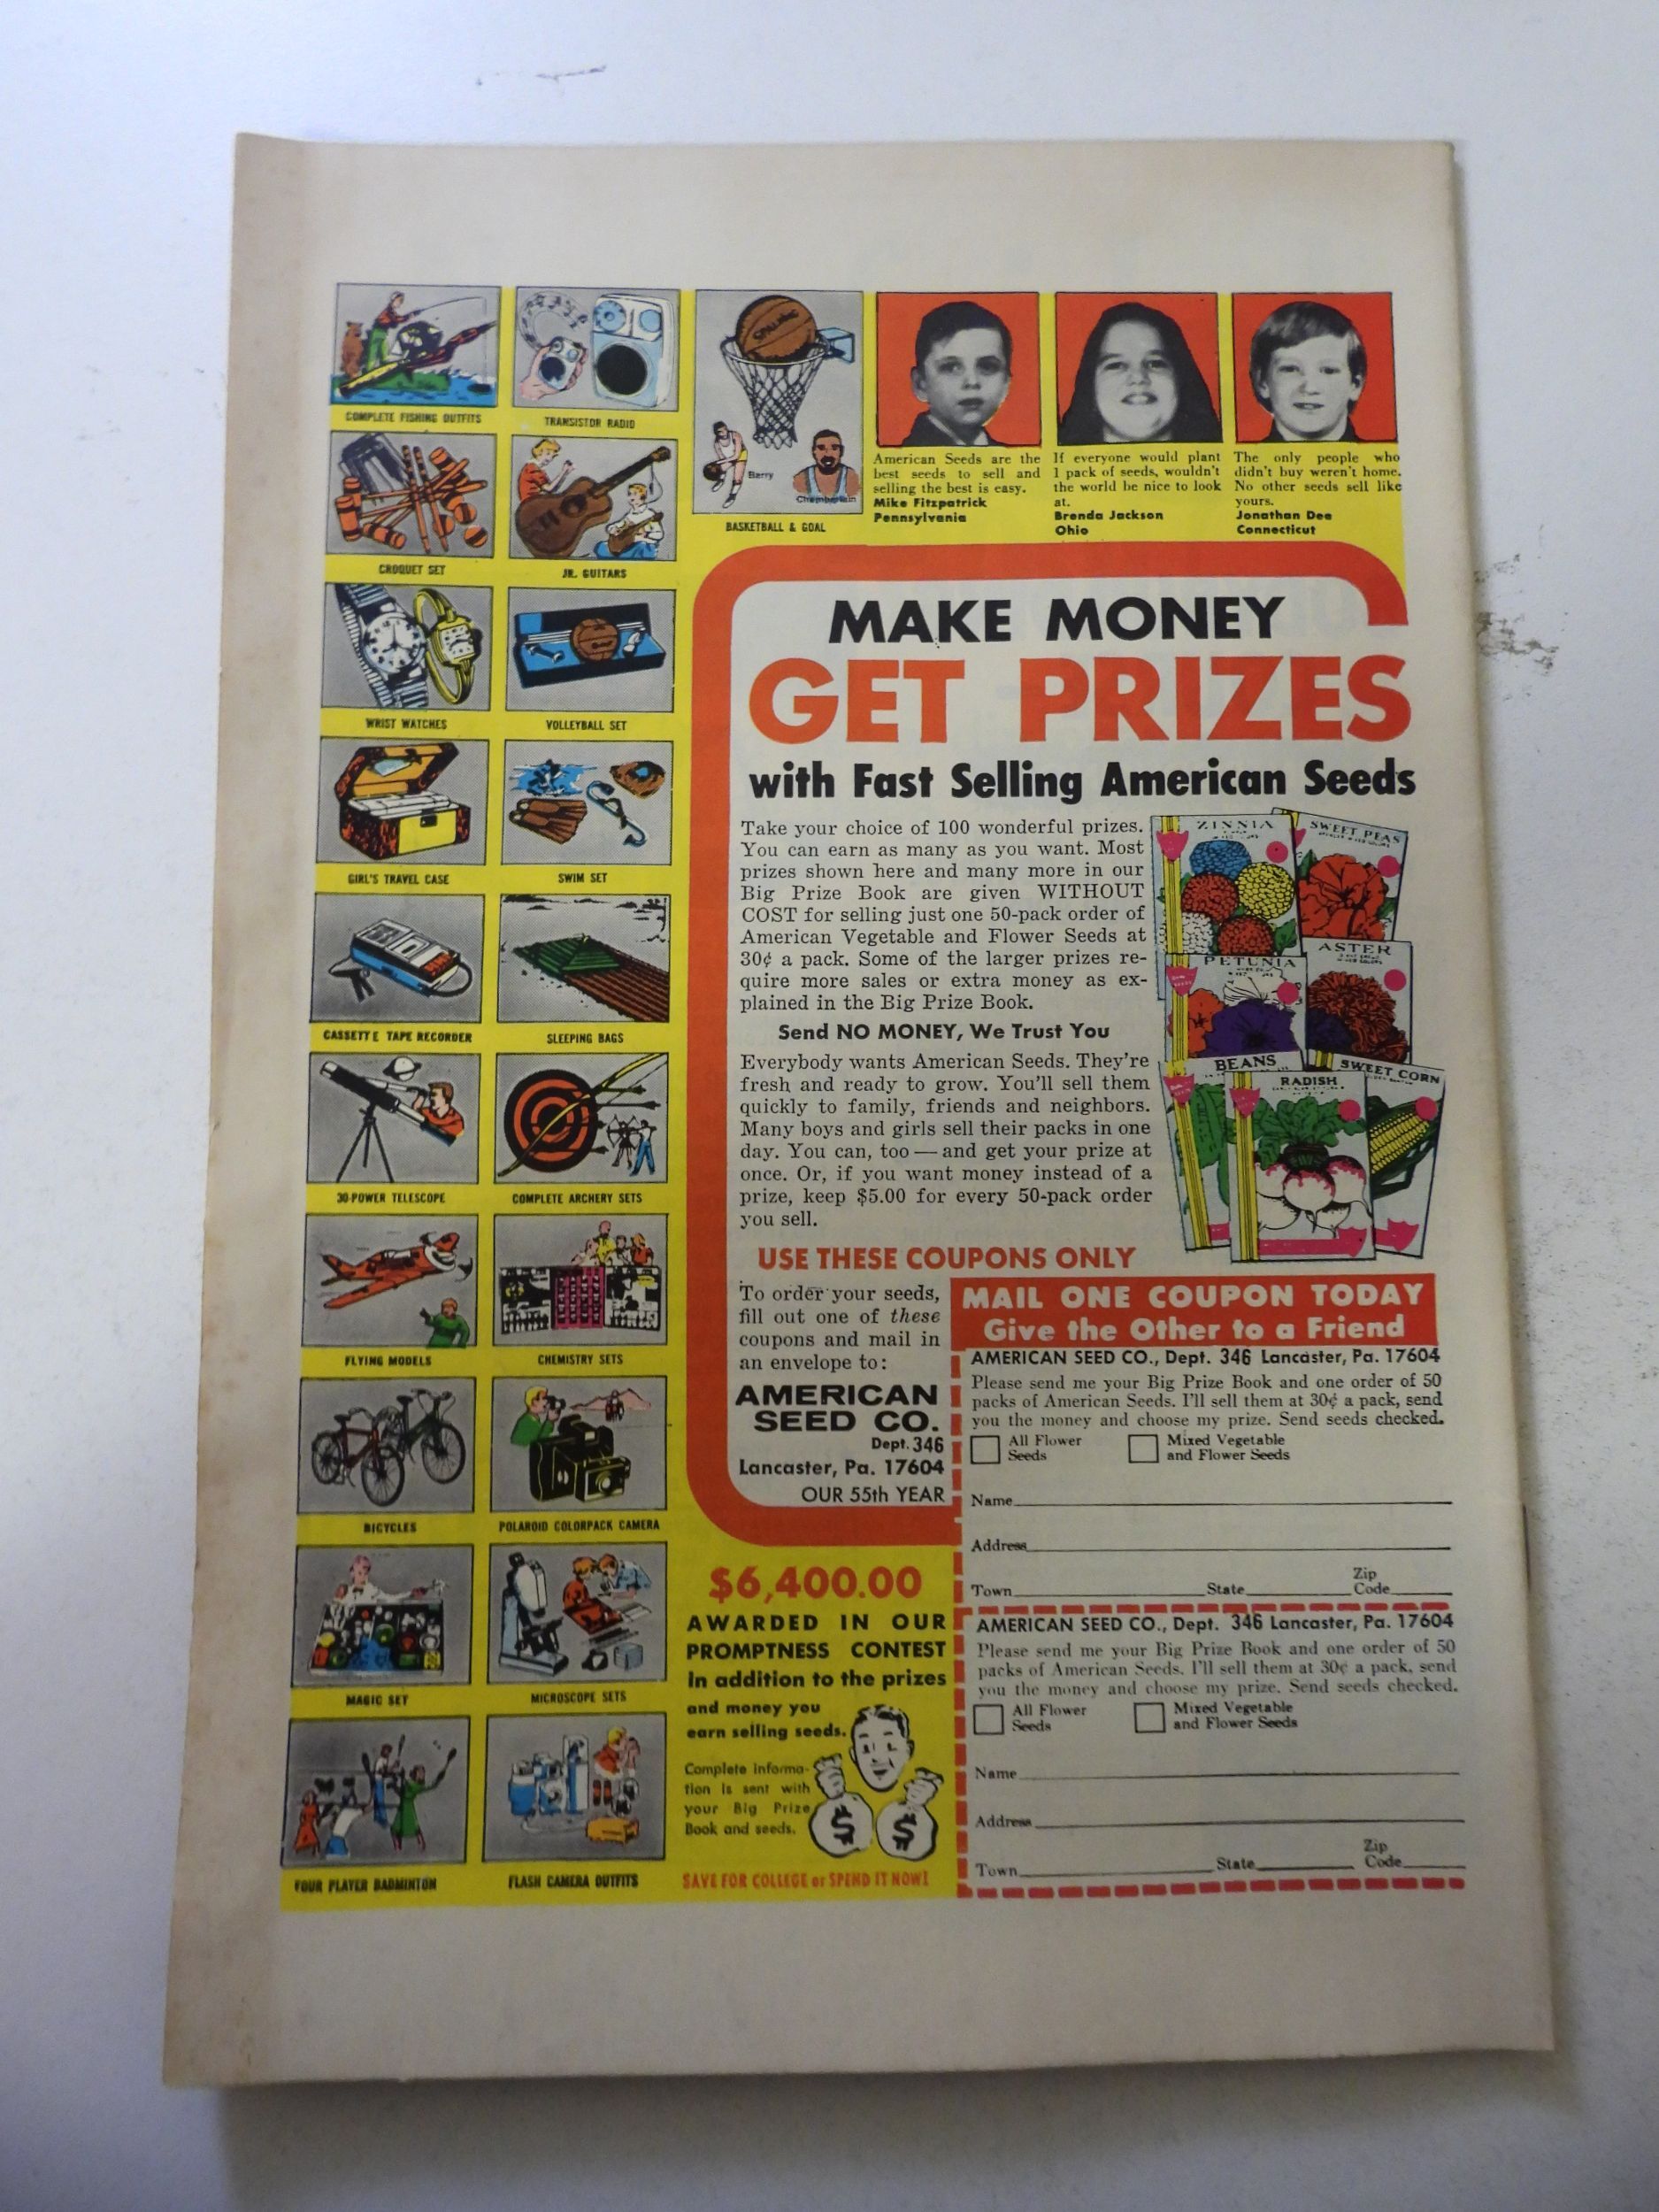 COMPLETE FISHING OUTFITS
TRANSISTOR RADIO
CROQUET SET
JR. GUITARS
WRIST WATCHES
VOLLEYBALL SET
GIRL'S TRAVEL CASE
SWIM SET
CASSETTE TAPE RECORDER
SLEEPING BAGS
30-POWER TELESCOPE
COMPLETE ARCHERY SETS
FLYING MODELS
CHEMISTRY SETS
BICYCLES
POLAROID COLORPACK CAMERA
MAGIC SET
MICROSCOPE SETS
FOUR PLAYER BADMINTON
FLASH CAMERA OUTFITS
SPALDING
Barry
Chamberlain
BASKETBALL & GOAL
American Seeds are the
best seeds to sell and
selling the best is easy.
Mike Fitzpatrick
Pennsylvania
If everyone would plant
1 pack of seeds, wouldn't
the world be nice to look
at.
Brenda Jackson
Ohio
The only people who
didn't buy weren't home.
No other seeds sell like
yours.
Jonathan Dee
Connecticut
MAKE MONEY
GET PRIZES
with Fast Selling American Seeds
Take your choice of 100 wonderful prizes.
You can earn as many as you want. Most
prizes shown here and many more in our
Big Prize Book are given WITHOUT
COST for selling just one 50-pack order of
American Vegetable and Flower Seeds at
30¢ a pack. Some of the larger prizes re-
quire more sales or extra money as ex-
plained in the Big Prize Book.
Send NO MONEY, We Trust You
Everybody wants American Seeds. They're
fresh and ready to grow. You'll sell them
quickly to family, friends and neighbors.
Many boys and girls sell their packs in one
day. You can, too — and get your prize at
once. Or, if you want money instead of a
prize, keep $5.00 for every 50-pack order
you sell.
ZINNIA
SWEET PEAS
PETUNIA
ASTER
BEANS
RADISH
SWEET CORN
USE THESE COUPONS ONLY
To order your seeds,
fill out one of these
coupons and mail in
an envelope to:
AMERICAN
SEED CO.
Dept. 346
Lancaster, Pa. 17604
OUR 55th YEAR
MAIL ONE COUPON TODAY
Give the Other to a Friend
AMERICAN SEED CO., Dept. 346 Lancaster, Pa. 17604
Please send me your Big Prize Book and one order of 50
packs of American Seeds. I'll sell them at 30¢ a pack, send
you the money and choose my prize. Send seeds checked.
All Flower
Seeds
Mixed Vegetable
and Flower Seeds
Name
Address
Town State Zip Code
AMERICAN SEED CO., Dept. 346 Lancaster, Pa. 17604
Please send me your Big Prize Book and one order of 50
packs of American Seeds. I'll sell them at 30¢ a pack, send
you the money and choose my prize. Send seeds checked.
All Flower
Seeds
Mixed Vegetable
and Flower Seeds
Name
Address
Town State Zip Code
$6,400.00
AWARDED IN OUR
PROMPTNESS CONTEST
In addition to the prizes
and money you
earn selling seeds.
Complete informa-
tion is sent with
your Big Prize
Book and seeds.
$ $
SAVE FOR COLLEGE or SPEND IT NOW!